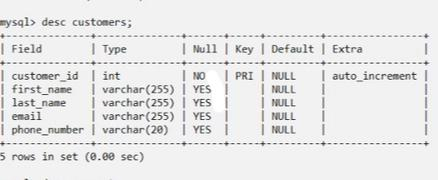 mysql> desc customers;
+--------------+--------------+------+-----+---------+----------------+
| Field | Type | Null | Key | Default | Extra |
+--------------+--------------+------+-----+---------+----------------+
| customer_id | int | NO | PRI | NULL | auto_increment |
| first_name | varchar(255) | YES | | NULL | |
| last_name | varchar(255) | YES | | NULL | |
| email | varchar(255) | YES | | NULL | |
| phone_number | varchar(20) | YES | | NULL | |
+--------------+--------------+------+-----+---------+----------------+
5 rows in set (0.00 sec)